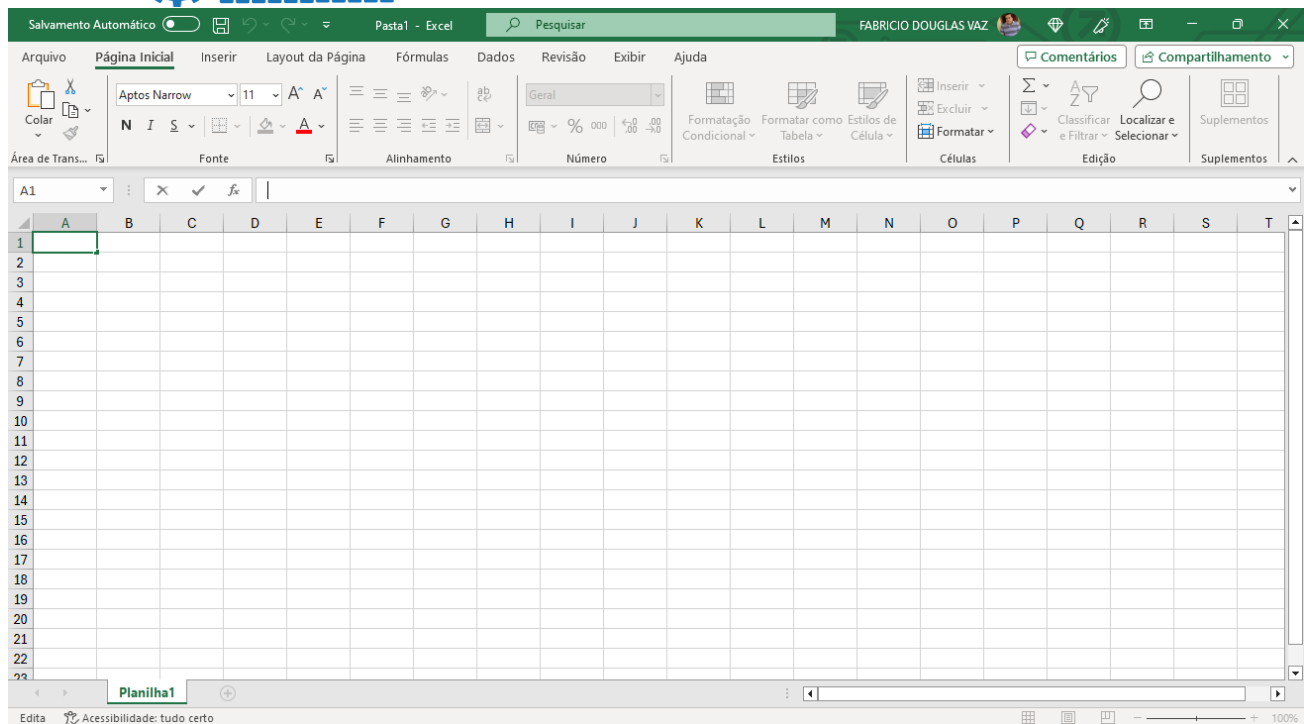 Salvamento Automático Pasta1 - Excel Pesquisar FABRICIO DOUGLAS VAZ
Arquivo Página Inicial Inserir Layout da Página Fórmulas Dados Revisão Exibir Ajuda Comentários Compartilhamento
Colar
Aptos Narrow 11 A A
N I S A
ab
c
Geral
% 000
Formatação Condicional
Formatar como Tabela
Estilos de Célula
Inserir
Excluir
Formatar
Σ
Classificar e Filtrar
Localizar e Selecionar
Suplementos
Área de Trans... Fonte Alinhamento Número Estilos Células Edição Suplementos
A1 fx
A B C D E F G H I J K L M N O P Q R S T
1
2
3
4
5
6
7
8
9
10
11
12
13
14
15
16
17
18
19
20
21
22
23
Planilha1
Edita Acessibilidade: tudo certo 100%